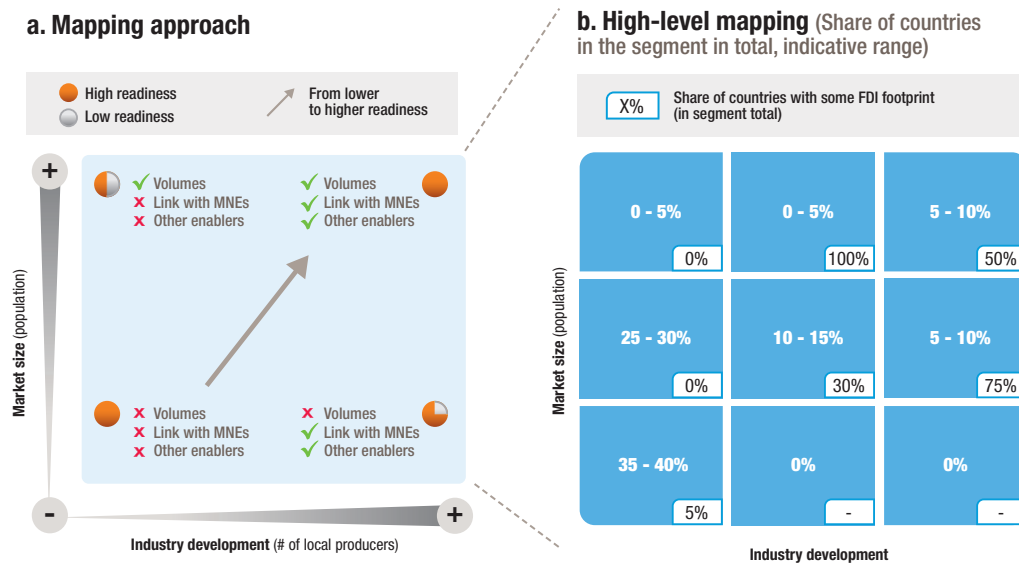 a. Mapping approach
High readiness
Low readiness
From lower
to higher readiness
+
Volumes
Link with MNEs
Other enablers
Volumes
Link with MNEs
Other enablers
Market size (population)
x Volumes
x Link with MNEs
x Other enablers
x Volumes
Link with MNEs
Other enablers
-
+
Industry development (# of local producers)
b. High-level mapping (Share of countries
in the segment in total, indicative range)
X%
Share of countries with some FDI footprint
(in segment total)
Market size (population)
0 - 5%
0%
0 - 5%
100%
5 - 10%
50%
25 - 30%
0%
10 - 15%
30%
5 - 10%
75%
35 - 40%
5%
0%
-
0%
-
Industry development